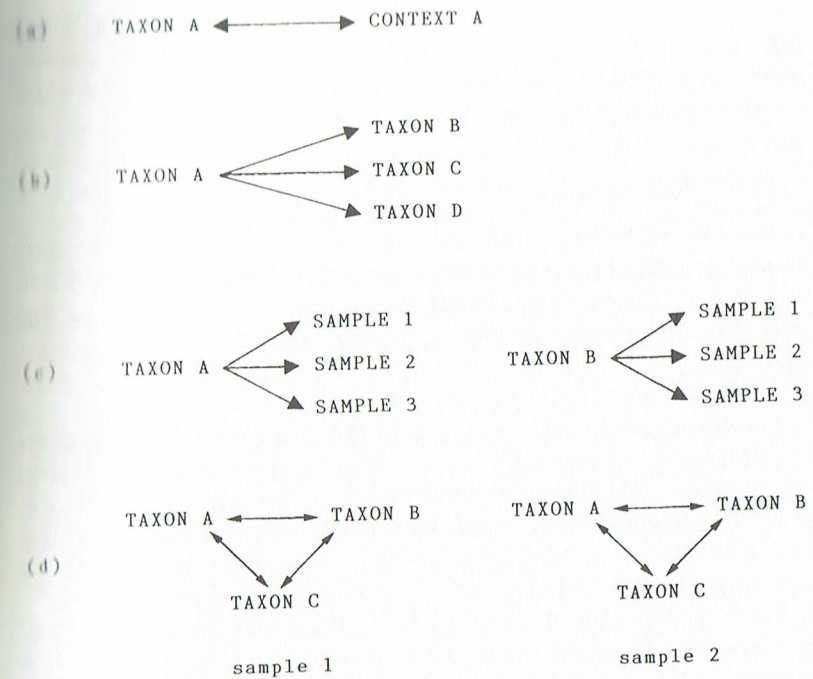 (a) TAXON A CONTEXT A
TAXON B
(b) TAXON A TAXON C
TAXON D
SAMPLE 1 SAMPLE 1
(c) TAXON A SAMPLE 2 TAXON B SAMPLE 2
SAMPLE 3 SAMPLE 3
TAXON A TAXON B TAXON A TAXON B
(d)
TAXON C TAXON C
sample 1 sample 2